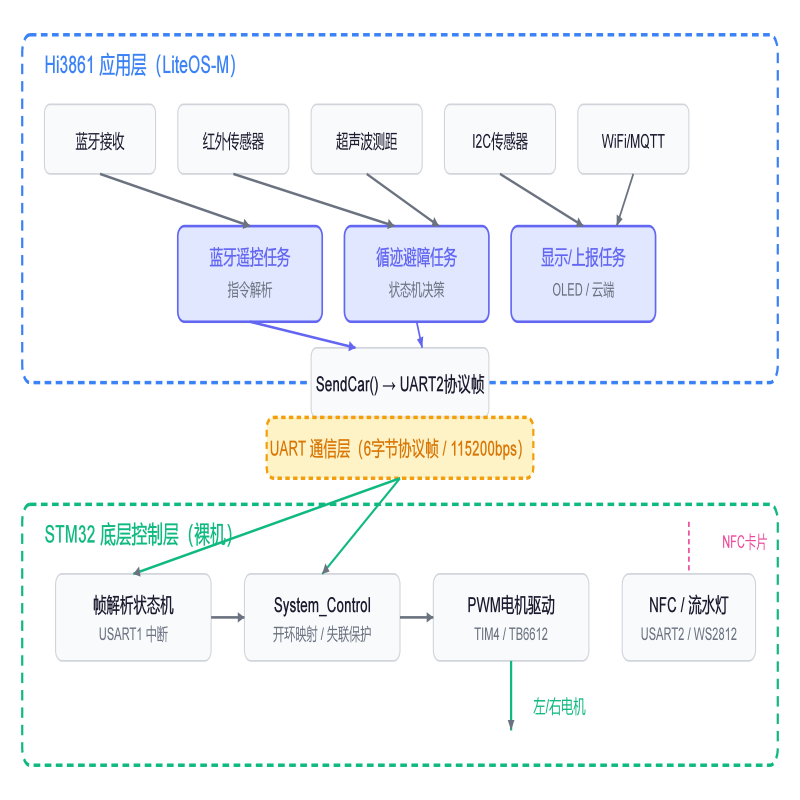 Hi3861 应用层（LiteOS-M）
蓝牙接收
红外传感器
超声波测距
I2C传感器
WiFi/MQTT
蓝牙遥控任务
指令解析
循迹避障任务
状态机决策
显示/上报任务
OLED / 云端
SendCar() → UART2协议帧
UART 通信层（6字节协议帧 / 115200bps）
STM32 底层控制层（裸机）
NFC卡片
帧解析状态机
USART1 中断
System_Control
开环映射 / 失联保护
PWM电机驱动
TIM4 / TB6612
NFC / 流水灯
USART2 / WS2812
左/右电机